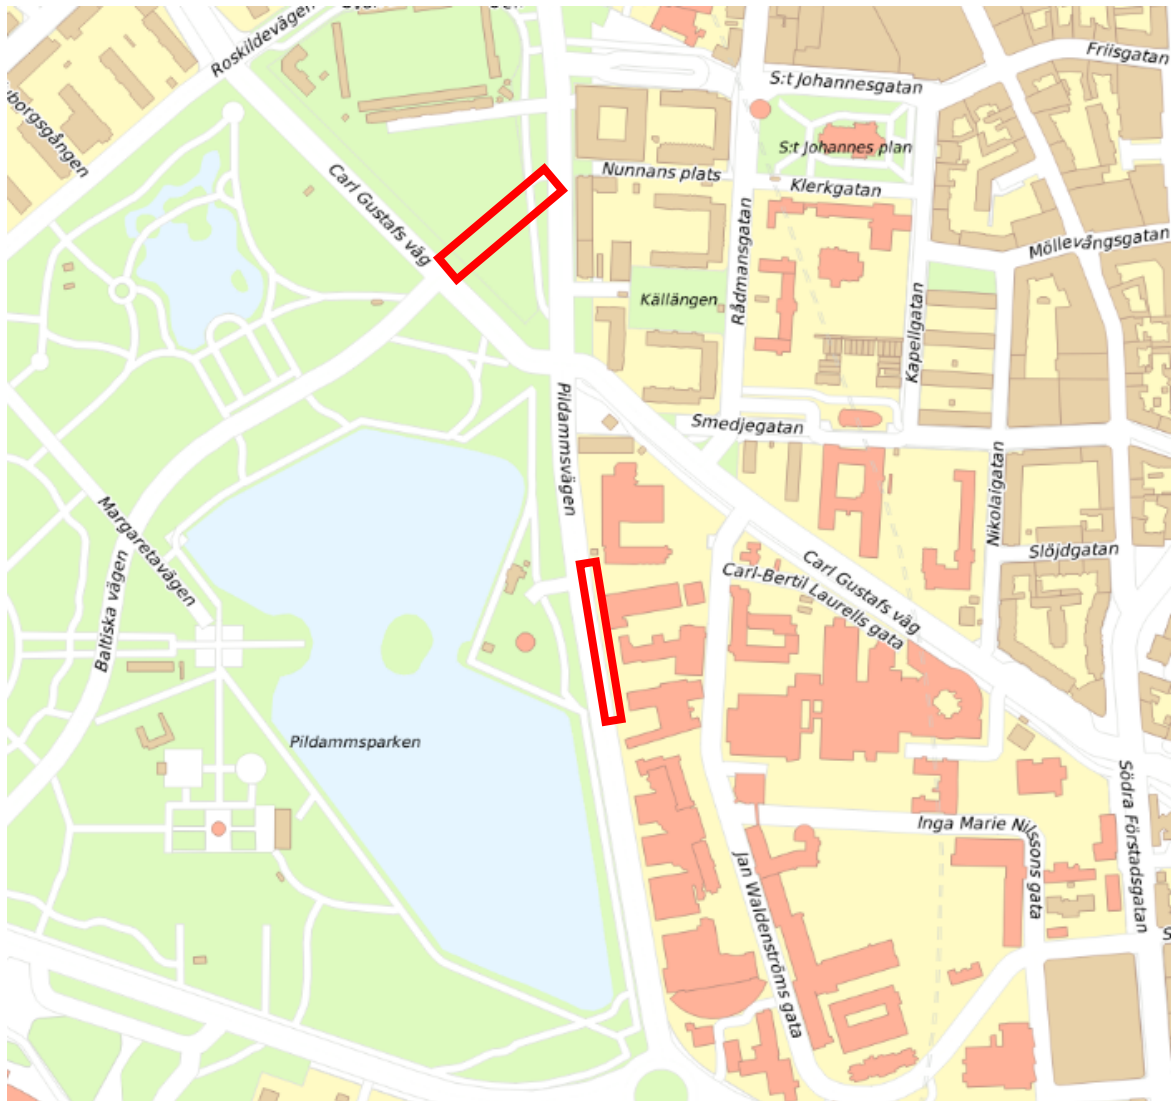 Roskildevägen
Friisgatan
S:t Johannesgatan
S:t Johannes plan
Nunnans plats
Klerkgatan
Carl Gustafs väg
Rådmansgatan
Möllevångsgatan
Källängen
Kapellgatan
Pildammsvägen
Smedjegatan
Nikolaigatan
Margaretavägen
Baltiska vägen
Slöjdgatan
Carl Gustafs väg
Carl-Bertil Laurells gata
Pildammsparken
Södra Förstadsgatan
Inga Marie Nilssons gata
Jan Waldenströms gata